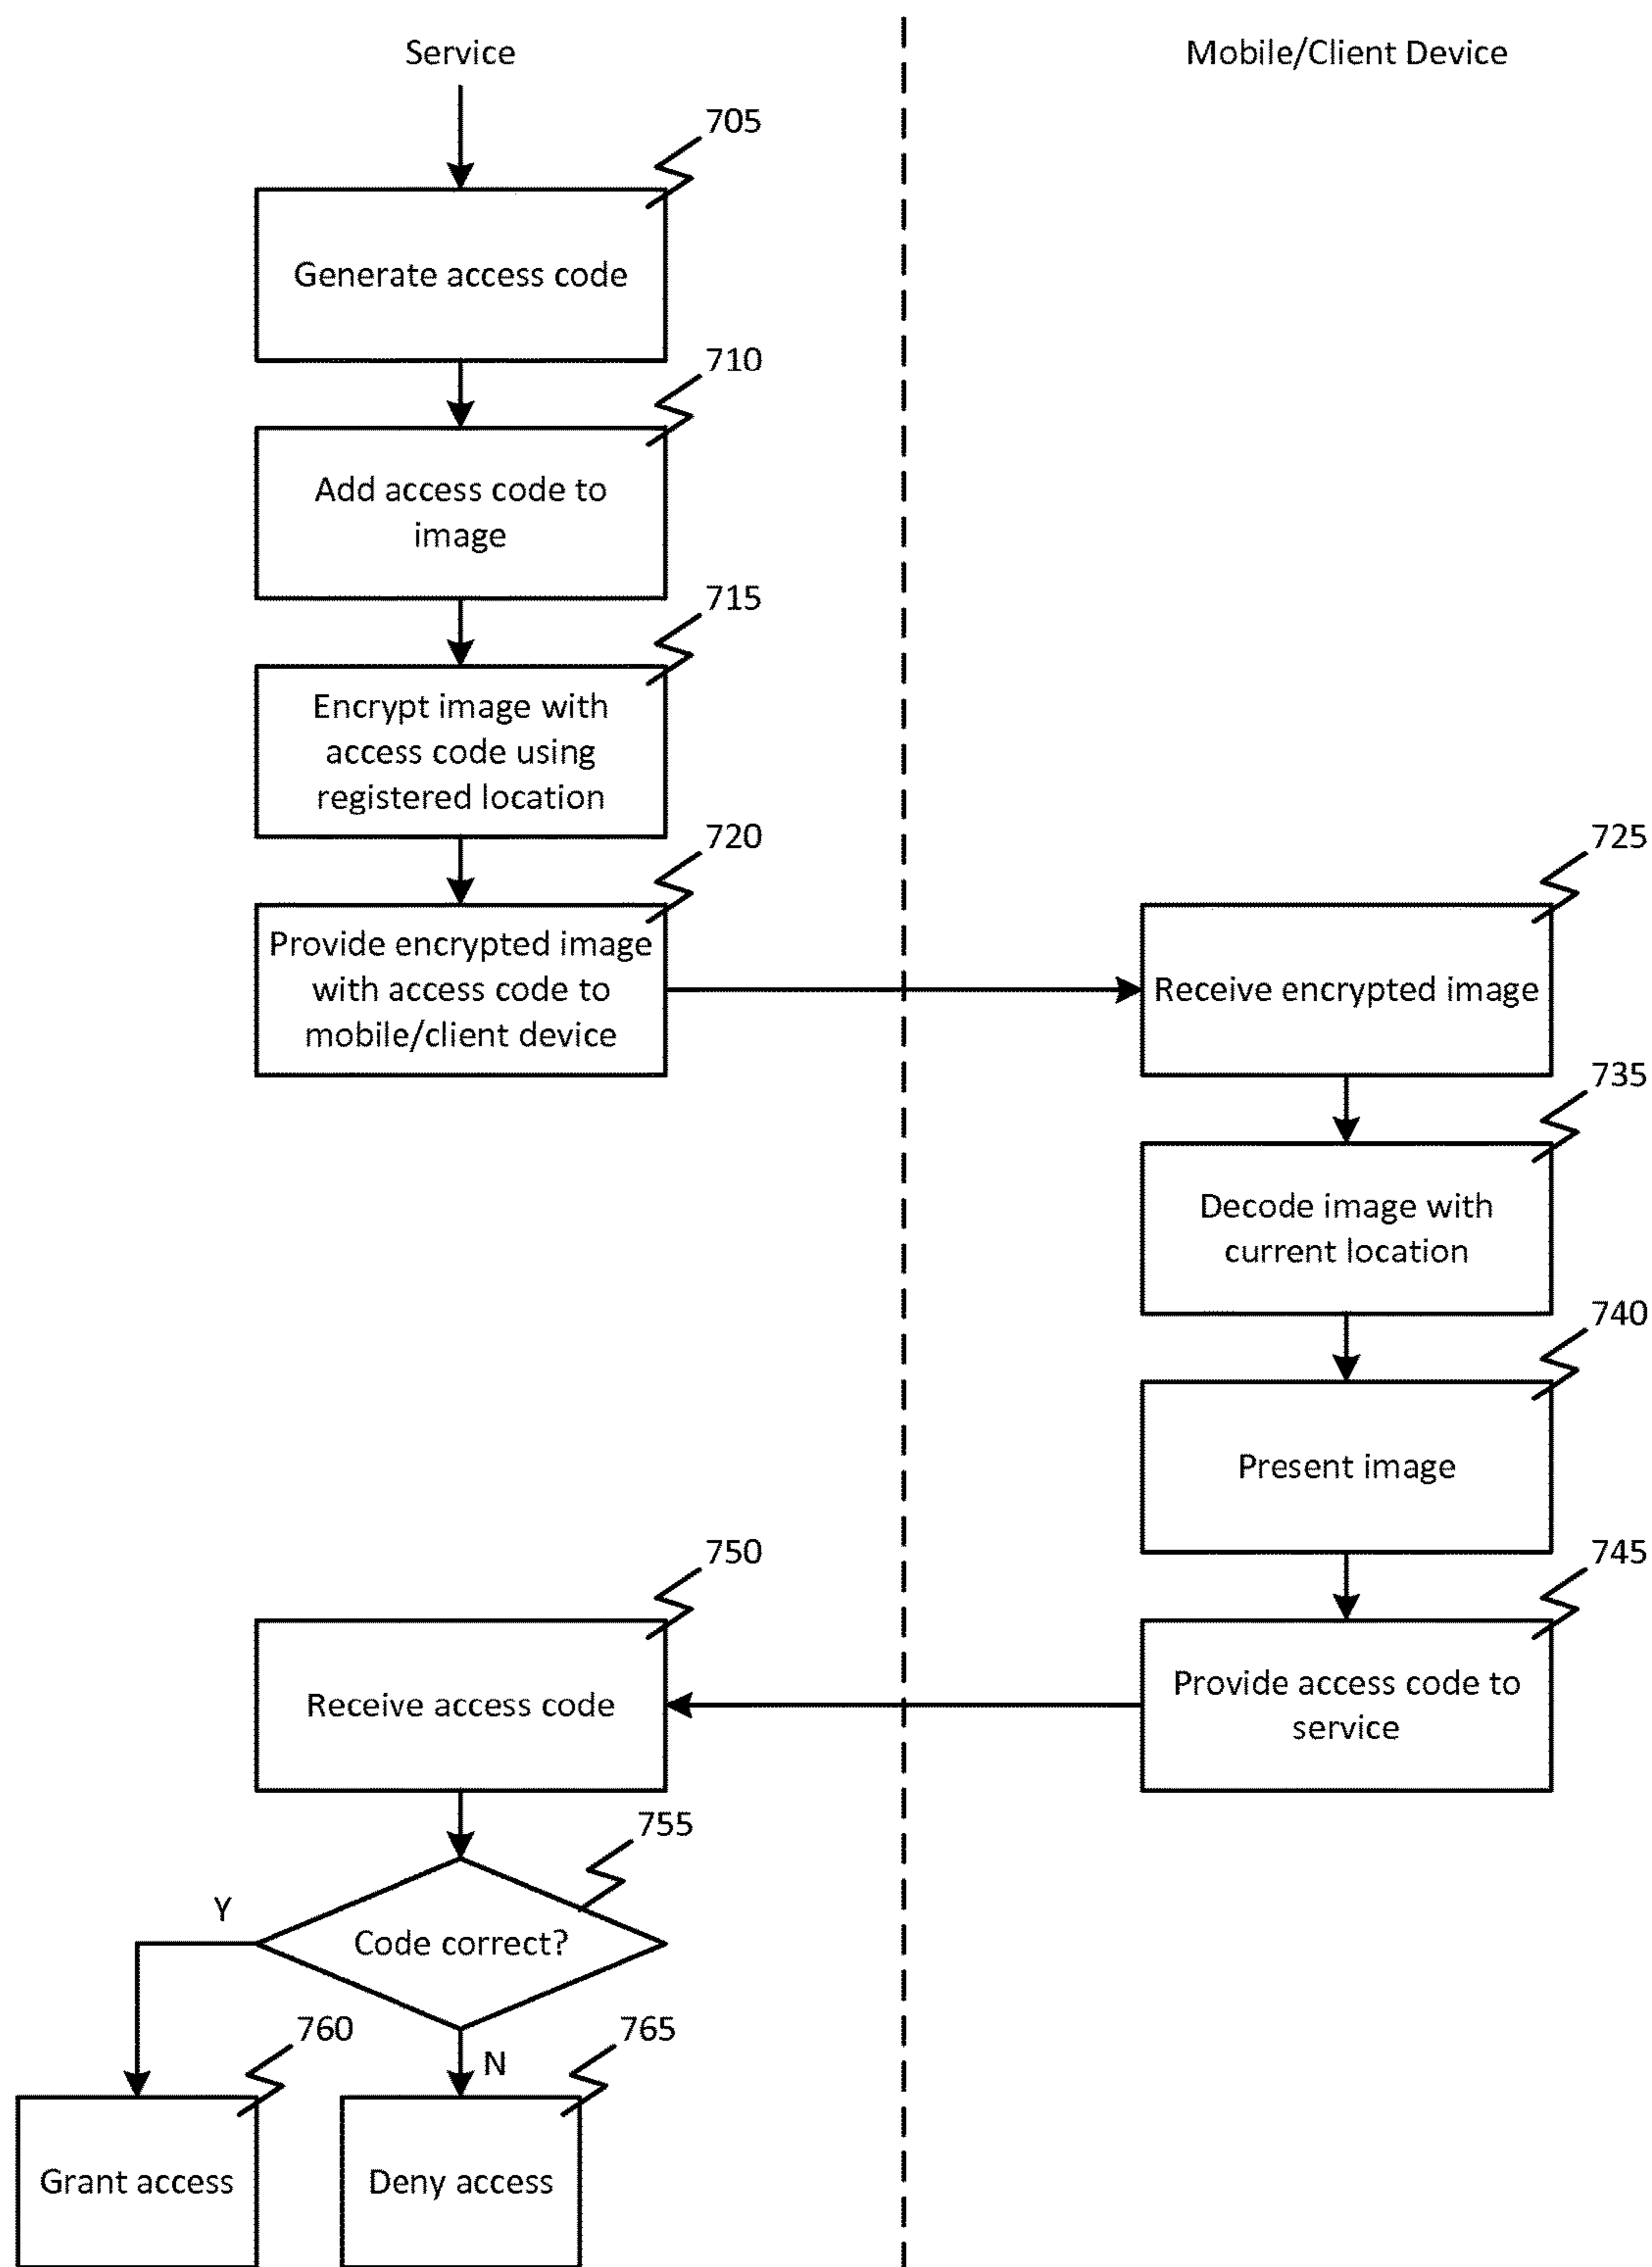 Service
Mobile/Client Device
705
Generate access code
710
Add access code to
image
715
Encrypt image with
access code using
registered location
720
Provide encrypted image
with access code to
mobile/client device
725
Receive encrypted image
735
Decode image with
current location
740
Present image
745
Provide access code to
service
750
Receive access code
755
Code correct?
Y
N
760
Grant access
765
Deny access